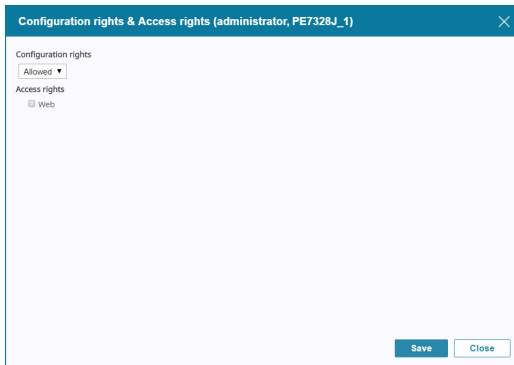 Configuration rights & Access rights (administrator, PE7328J_1)
Configuration rights
Allowed
Access rights
Web
Save Close